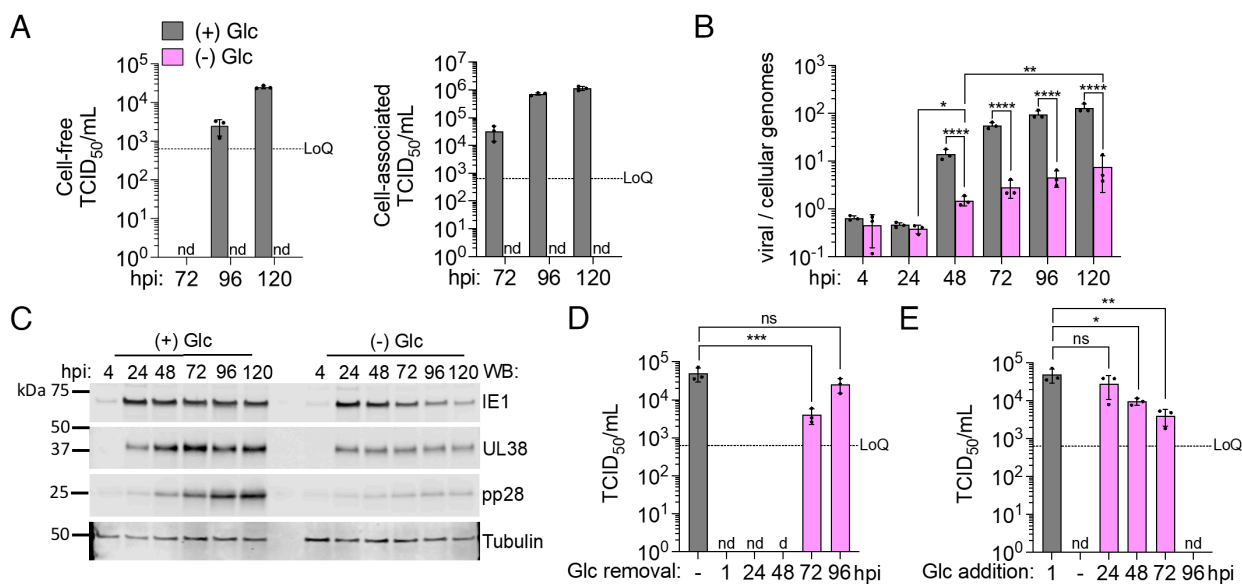 A
(+) Glc
(-) Glc
Cell-free
TCID50/mL
10^5
10^4
10^3
10^2
10^1
10^0
LoQ
nd nd nd
hpi: 72 96 120
Cell-associated
TCID50/mL
10^7
10^6
10^5
10^4
10^3
10^2
10^1
10^0
LoQ
nd nd nd
hpi: 72 96 120
B
viral / cellular genomes
10^3
10^2
10^1
10^0
10^-1
**
*
**** **** **** ****
hpi: 4 24 48 72 96 120
C
(+) Glc (-) Glc
hpi: 4 24 48 72 96 120 4 24 48 72 96 120 WB:
kDa 75
IE1
50
37
UL38
25
pp28
50
Tubulin
D
ns
***
TCID50/mL
10^5
10^4
10^3
10^2
10^1
10^0
LoQ
nd nd d
Glc removal: - 1 24 48 72 96 hpi
E
**
*
ns
TCID50/mL
10^5
10^4
10^3
10^2
10^1
10^0
LoQ
nd nd
Glc addition: 1 - 24 48 72 96 hpi